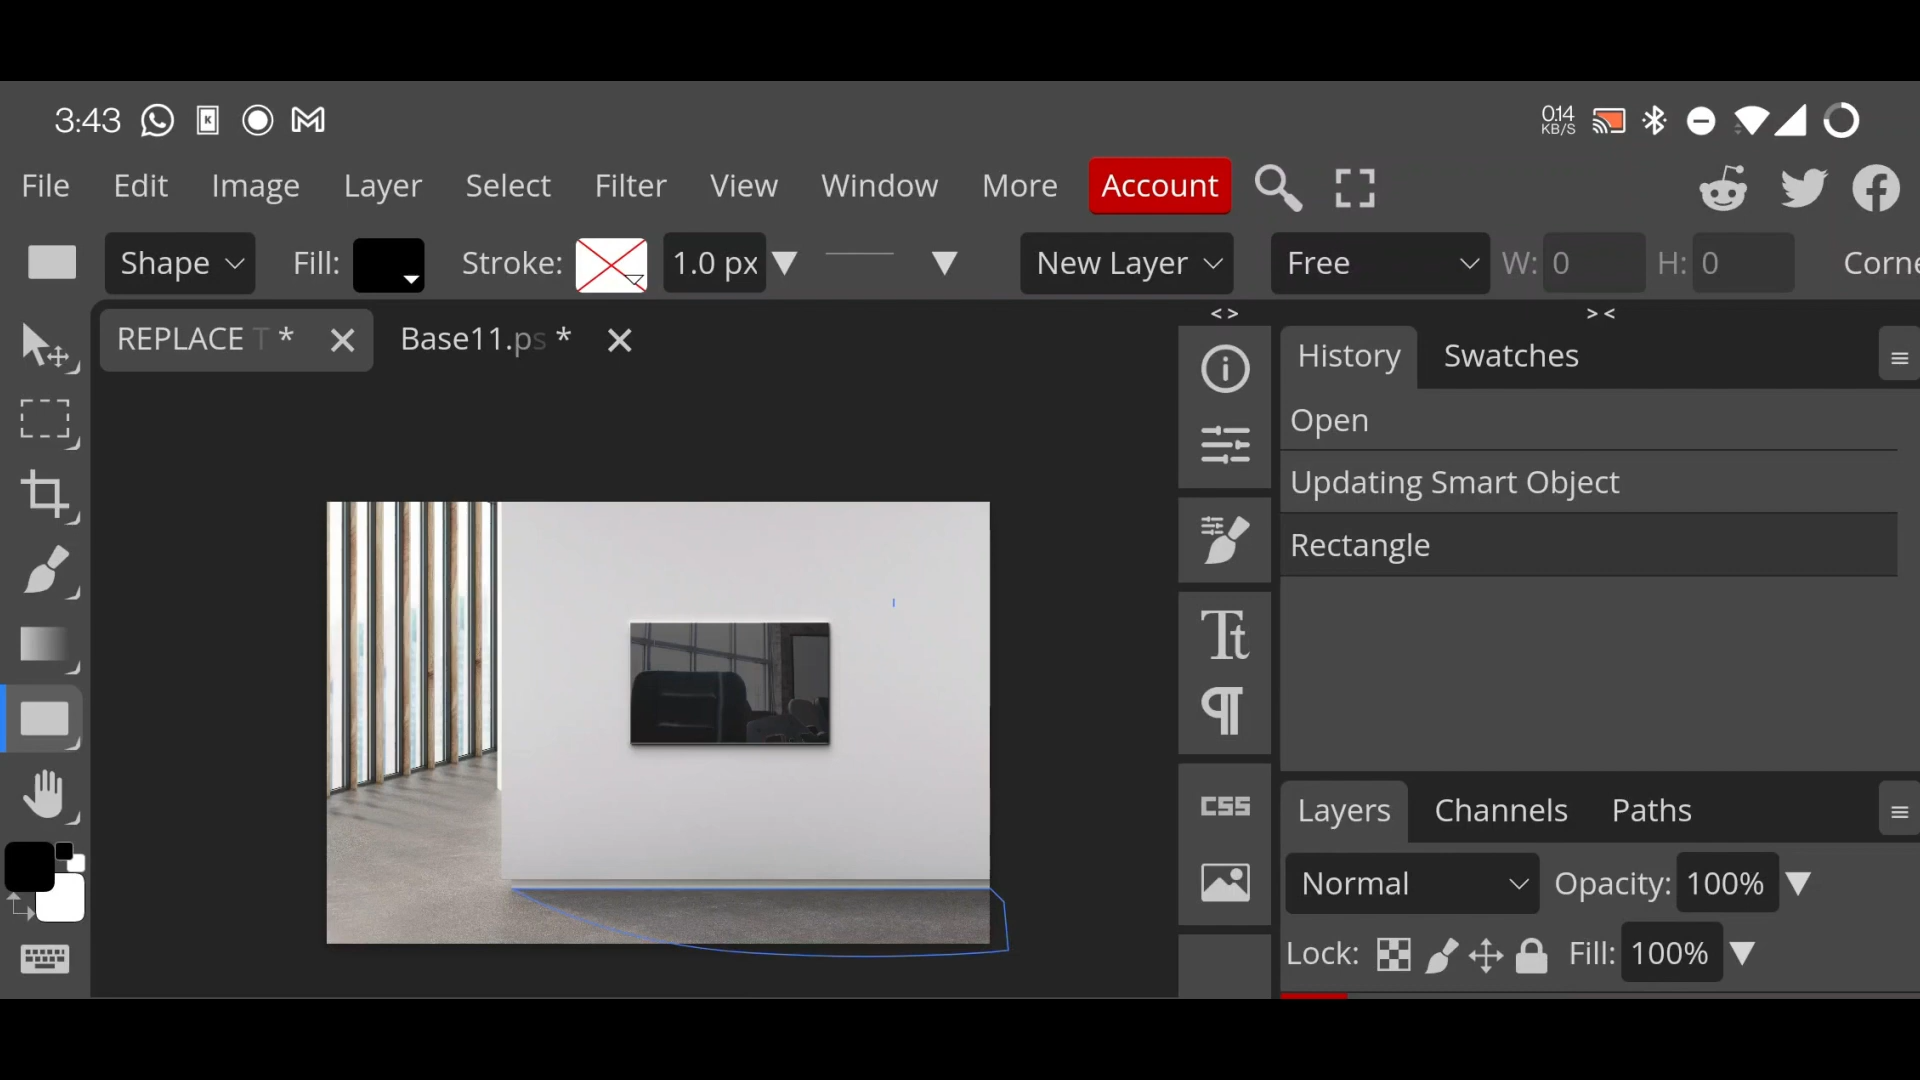 3:43
0.14
KB/S
File Edit Image Layer Select Filter View Window More Account
Shape Fill: Stroke: 1.0 px New Layer Free W: 0 H: 0 Corne
REPLACE T * Base11.ps *
History Swatches
Open
Updating Smart Object
Rectangle
Tt
CSS
Layers Channels Paths
Normal Opacity: 100%
Lock: Fill: 100%